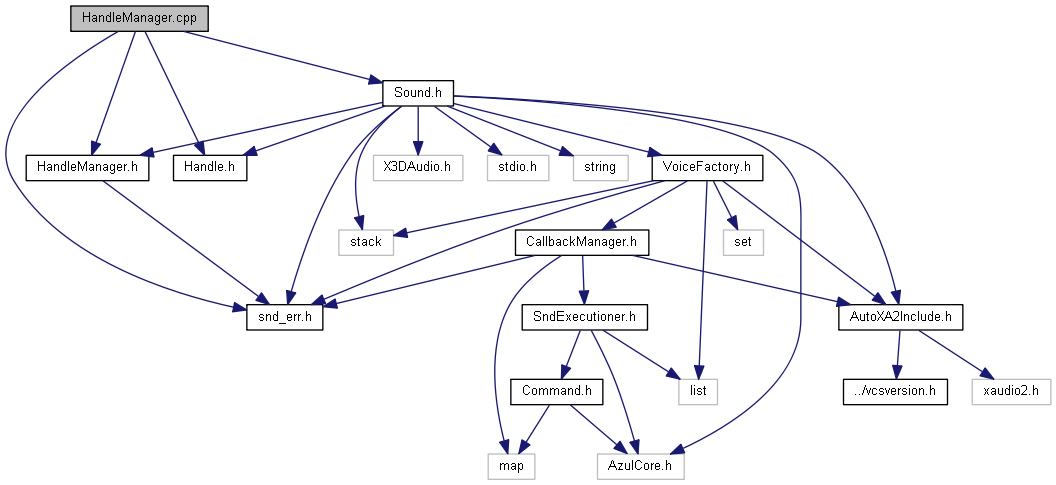 HandleManager.cpp
Sound.h
HandleManager.h
Handle.h
X3DAudio.h
stdio.h
string
VoiceFactory.h
stack
CallbackManager.h
set
snd_err.h
SndExecutioner.h
AutoXA2Include.h
Command.h
list
../vcsversion.h
xaudio2.h
map
AzulCore.h